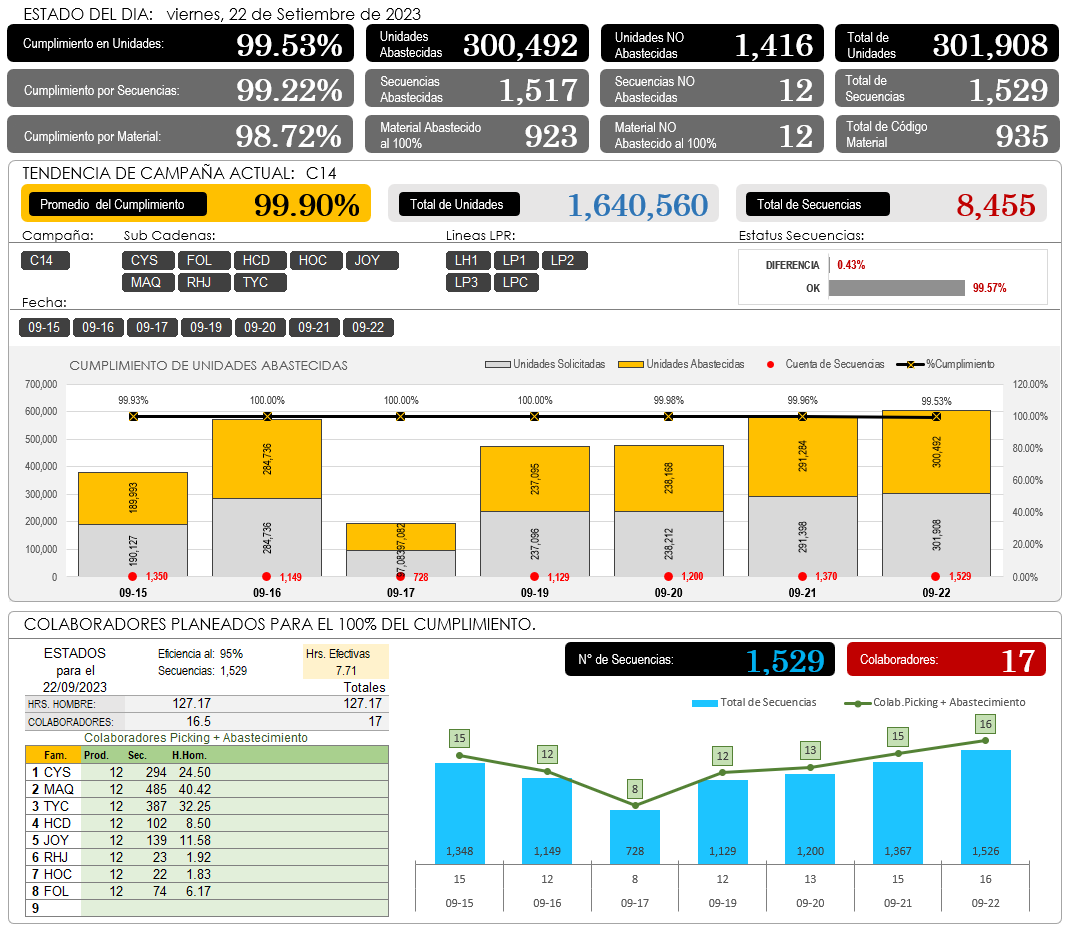 ESTADO DEL DIA: viernes, 22 de Setiembre de 2023
Cumplimiento en Unidades: 99.53%
Unidades Abastecidas 300,492
Unidades NO Abastecidas 1,416
Total de Unidades 301,908
Cumplimiento por Secuencias: 99.22%
Secuencias Abastecidas 1,517
Secuencias NO Abastecidas 12
Total de Secuencias 1,529
Cumplimiento por Material: 98.72%
Material Abastecido al 100% 923
Material NO Abastecido al 100% 12
Total de Código Material 935
TENDENCIA DE CAMPAÑA ACTUAL: C14
Promedio del Cumplimiento 99.90%
Total de Unidades 1,640,560
Total de Secuencias 8,455
Campaña: Sub Cadenas: Lineas LPR: Estatus Secuencias:
C14 CYS FOL HCD HOC JOY LH1 LP1 LP2
MAQ RHJ TYC LP3 LPC
DIFERENCIA 0.43%
OK 99.57%
Fecha:
09-15 09-16 09-17 09-19 09-20 09-21 09-22
CUMPLIMIENTO DE UNIDADES ABASTECIDAS
Unidades Solicitadas Unidades Abastecidas Cuenta de Secuencias %Cumplimiento
700,000 120.00%
600,000 100.00%
500,000 80.00%
400,000 60.00%
300,000 40.00%
200,000 20.00%
100,000 0.00%
0
99.93% 100.00% 100.00% 100.00% 99.98% 99.96% 99.53%
189,993 284,736 97,082 237,095 238,168 291,284 300,492
190,127 284,736 97,083 237,096 238,212 291,398 301,908
1,350 1,149 728 1,129 1,200 1,370 1,529
09-15 09-16 09-17 09-19 09-20 09-21 09-22
COLABORADORES PLANEADOS PARA EL 100% DEL CUMPLIMIENTO.
ESTADOS
para el
22/09/2023
Eficiencia al: 95%
Secuencias: 1,529
Hrs. Efectivas
7.71
Totales
HRS. HOMBRE: 127.17 127.17
COLABORADORES: 16.5 17
Colaboradores Picking + Abastecimiento
Fam. Prod. Sec. H.Hom.
1 CYS 12 294 24.50
2 MAQ 12 485 40.42
3 TYC 12 387 32.25
4 HCD 12 102 8.50
5 JOY 12 139 11.58
6 RHJ 12 23 1.92
7 HOC 12 22 1.83
8 FOL 12 74 6.17
9
N° de Secuencias: 1,529
Colaboradores: 17
Total de Secuencias Colab.Picking + Abastecimiento
15 12 8 12 13 15 16
1,348 1,149 728 1,129 1,200 1,367 1,526
15 12 8 12 13 15 16
09-15 09-16 09-17 09-19 09-20 09-21 09-22